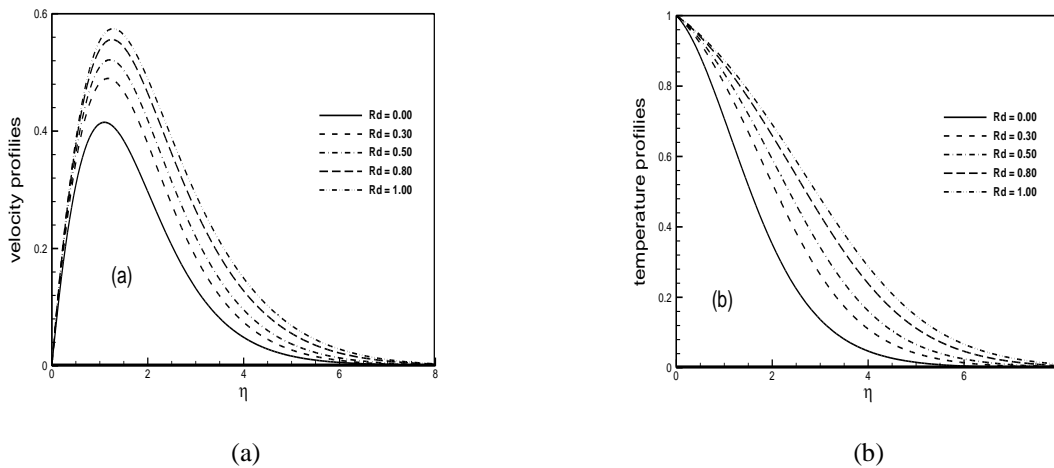 0.6
0.4
0.2
0
0
2
4
6
8
velocity profilies
η
(a)
Rd = 0.00
Rd = 0.30
Rd = 0.50
Rd = 0.80
Rd = 1.00
1
0.8
0.6
0.4
0.2
0
0
2
4
6
temperature profilies
η
(b)
Rd = 0.00
Rd = 0.30
Rd = 0.50
Rd = 0.80
Rd = 1.00
(a)
(b)